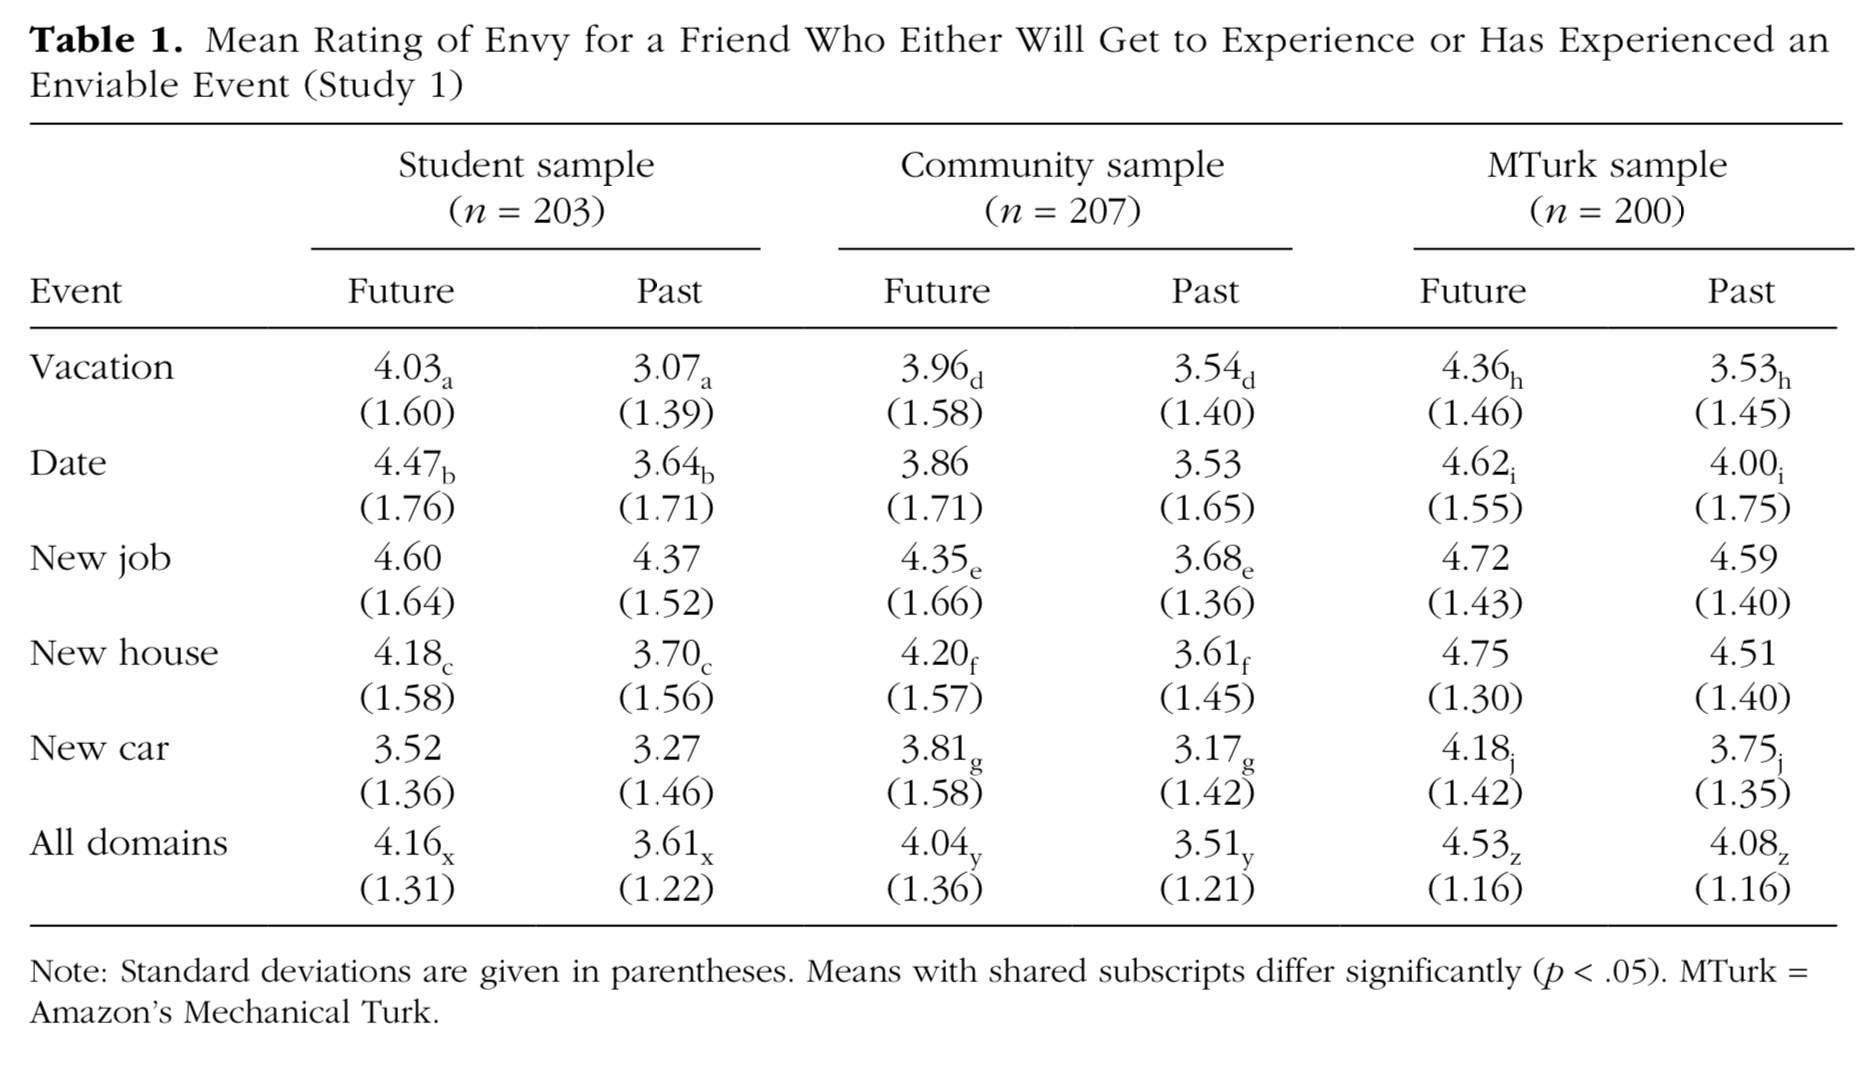 Table 1. Mean Rating of Envy for a Friend Who Either Will Get to Experience or Has Experienced an
Enviable Event (Study 1)
Student sample Community sample MTurk sample
(n = 203) (n = 207) (n = 200)
Event Future Past Future Past Future Past
Vacation 4.03a 3.07a 3.96d 3.54d 4.36h 3.53h
(1.60) (1.39) (1.58) (1.40) (1.46) (1.45)
Date 4.47b 3.64b 3.86 3.53 4.62i 4.00i
(1.76) (1.71) (1.71) (1.65) (1.55) (1.75)
New job 4.60 4.37 4.35e 3.68e 4.72 4.59
(1.64) (1.52) (1.66) (1.36) (1.43) (1.40)
New house 4.18c 3.70c 4.20f 3.61f 4.75 4.51
(1.58) (1.56) (1.57) (1.45) (1.30) (1.40)
New car 3.52 3.27 3.81g 3.17g 4.18j 3.75j
(1.36) (1.46) (1.58) (1.42) (1.42) (1.35)
All domains 4.16x 3.61x 4.04y 3.51y 4.53z 4.08z
(1.31) (1.22) (1.36) (1.21) (1.16) (1.16)
Note: Standard deviations are given in parentheses. Means with shared subscripts differ significantly (p < .05). MTurk =
Amazon’s Mechanical Turk.